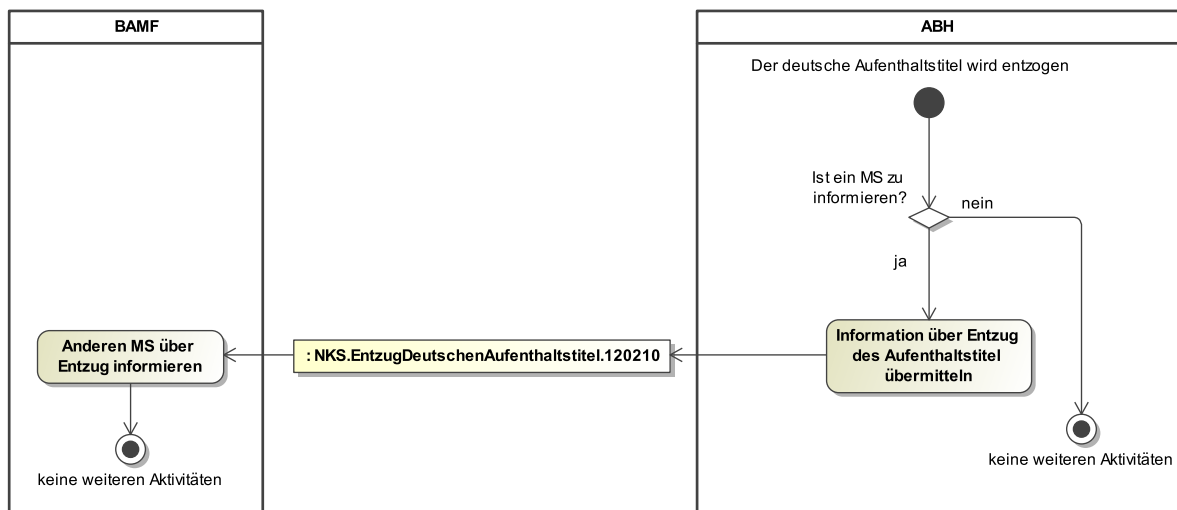 BAMF
ABH
Der deutsche Aufenthaltstitel wird entzogen
Ist ein MS zu
informieren?
nein
ja
Information über Entzug
des Aufenthaltstitel
übermitteln
: NKS.EntzugDeutschenAufenthaltstitel.120210
Anderen MS über
Entzug informieren
keine weiteren Aktivitäten
keine weiteren Aktivitäten